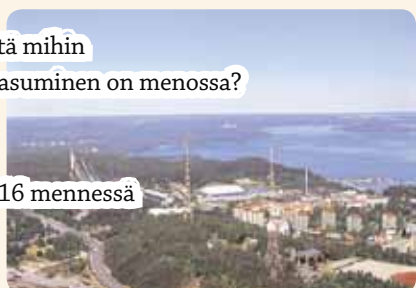 tä mihin
asuminen on menossa?
16 mennessä